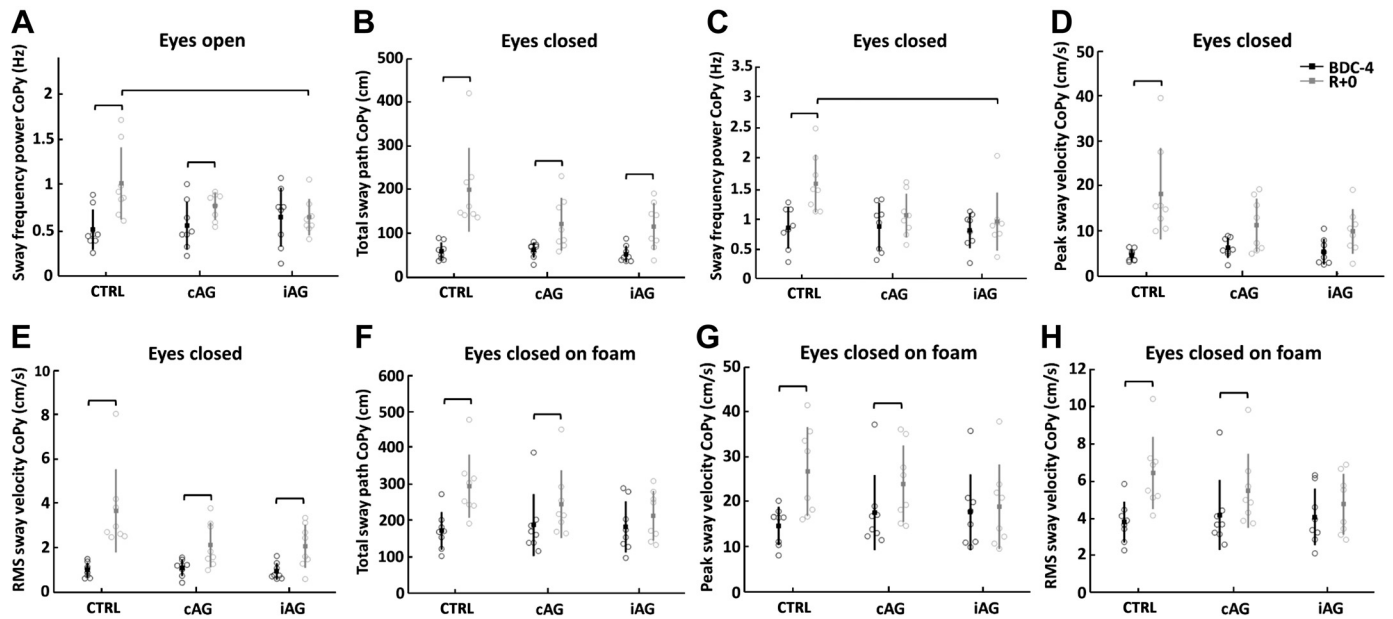 A
Eyes open
Sway frequency power CoPy (Hz)
2
1.5
1
0.5
0
CTRL
cAG
iAG
B
Eyes closed
Total sway path CoPy (cm)
500
400
300
200
100
0
CTRL
cAG
iAG
C
Eyes closed
Sway frequency power CoPy (Hz)
3.5
3
2.5
2
1.5
1
0.5
0
CTRL
cAG
iAG
D
Eyes closed
Peak sway velocity CoPy (cm/s)
50
40
30
20
10
0
BDC-4
R+0
CTRL
cAG
iAG
E
Eyes closed
RMS sway velocity CoPy (cm/s)
10
8
6
4
2
0
CTRL
cAG
iAG
F
Eyes closed on foam
Total sway path CoPy (cm)
600
500
400
300
200
100
0
CTRL
cAG
iAG
G
Eyes closed on foam
Peak sway velocity CoPy (cm/s)
50
40
30
20
10
0
CTRL
cAG
iAG
H
Eyes closed on foam
RMS sway velocity CoPy (cm/s)
12
10
8
6
4
2
0
CTRL
cAG
iAG